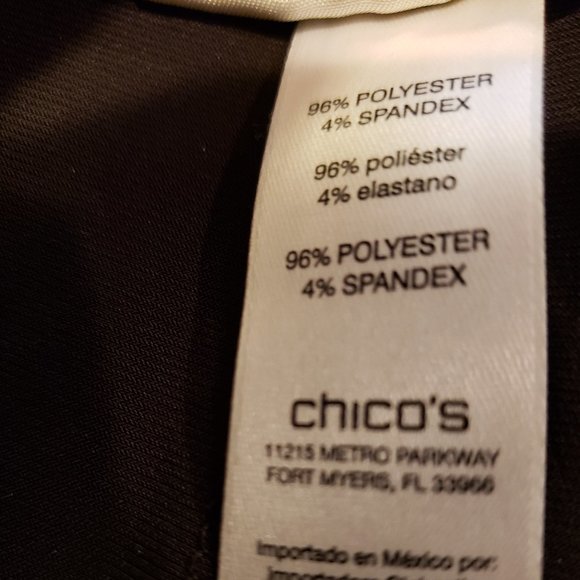 96% POLYESTER
4% SPANDEX
96% poliéster
4% elastano
96% POLYESTER
4% SPANDEX
chico's
11215 METRO PARKWAY
FORT MYERS, FL 33966
Importado en México por: